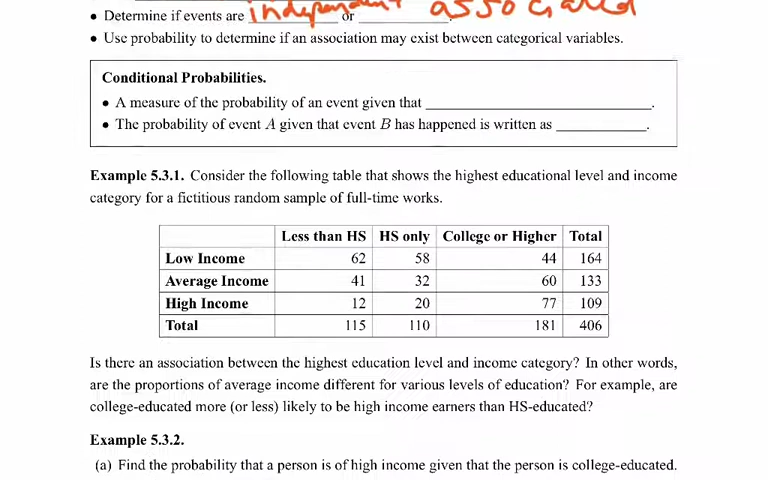 • Determine if events are independent or associated.
• Use probability to determine if an association may exist between categorical variables.
Conditional Probabilities.
• A measure of the probability of an event given that ____________.
• The probability of event A given that event B has happened is written as ____________.
Example 5.3.1. Consider the following table that shows the highest educational level and income
category for a fictitious random sample of full-time works.
Less than HS HS only College or Higher Total
Low Income 62 58 44 164
Average Income 41 32 60 133
High Income 12 20 77 109
Total 115 110 181 406
Is there an association between the highest education level and income category? In other words,
are the proportions of average income different for various levels of education? For example, are
college-educated more (or less) likely to be high income earners than HS-educated?
Example 5.3.2.
(a) Find the probability that a person is of high income given that the person is college-educated.